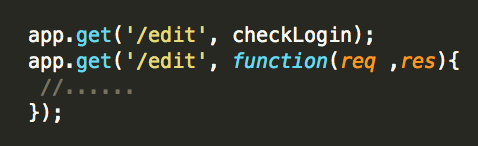 app.get('/edit', checkLogin);
app.get('/edit', function(req ,res){
 //......
});